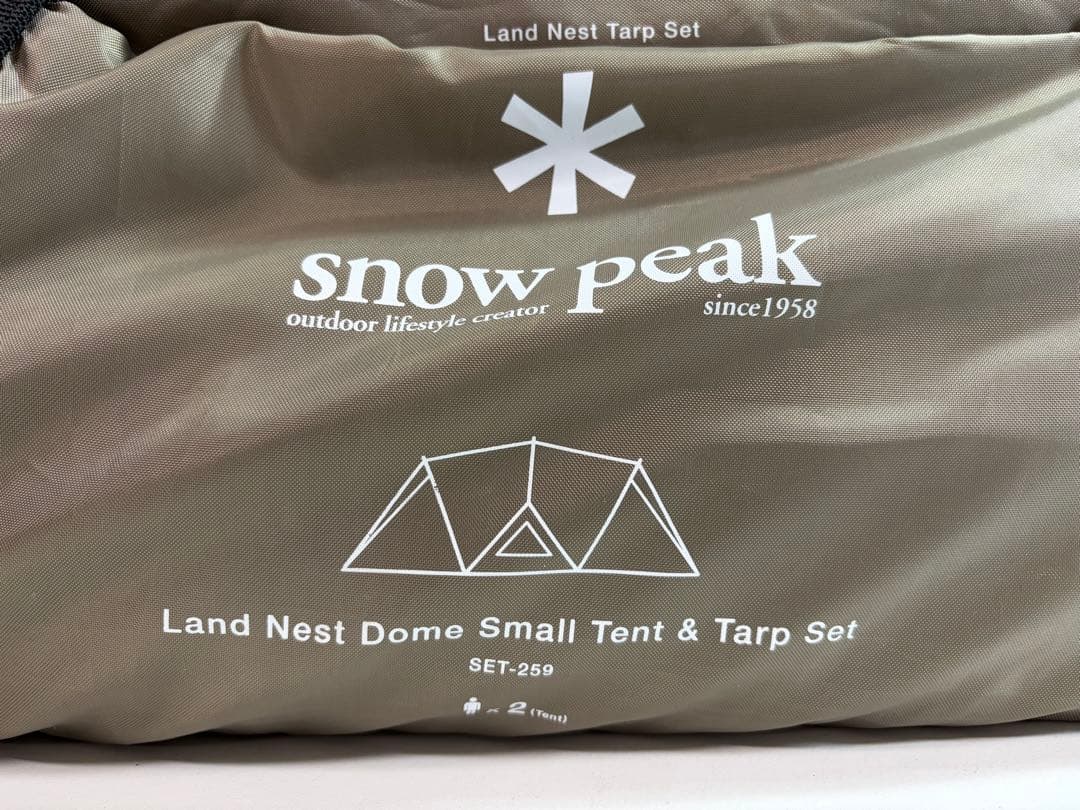 Land Nest Tarp Set
snow peak
outdoor lifestyle creator since1958
Land Nest Dome Small Tent & Tarp Set
SET-259
× 2 (Tent)